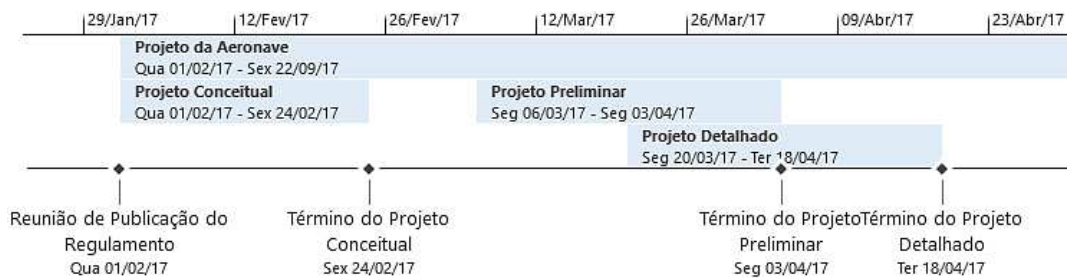 29/Jan/17 12/Fev/17 26/Fev/17 12/Mar/17 26/Mar/17 09/Abr/17 23/Abr/17
Projeto da Aeronave
Qua 01/02/17 - Sex 22/09/17
Projeto Conceitual Projeto Preliminar
Qua 01/02/17 - Sex 24/02/17 Seg 06/03/17 - Seg 03/04/17
Projeto Detalhado
Seg 20/03/17 - Ter 18/04/17
Reunião de Publicação do Término do Projeto Término do Projeto Término do Projeto
Regulamento Conceitual Preliminar Detalhado
Qua 01/02/17 Sex 24/02/17 Seg 03/04/17 Ter 18/04/17